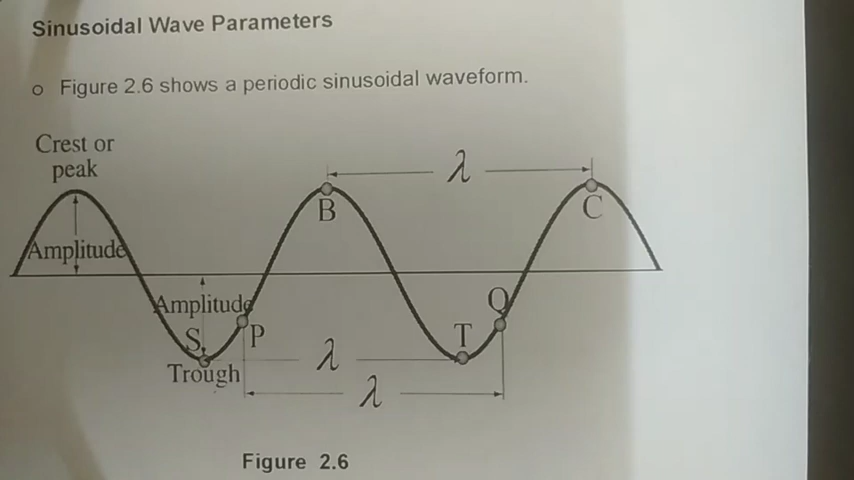 Sinusoidal Wave Parameters
o Figure 2.6 shows a periodic sinusoidal waveform.
Crest or
peak
λ
B
C
Amplitude
Amplitude
Q
S
P
T
λ
Trough
λ
Figure 2.6